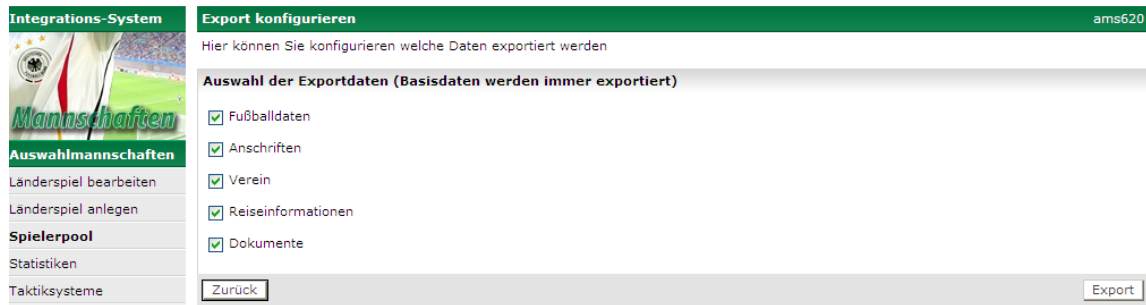 Integrations-System
Mannschaften
Auswahlmannschaften
Länderspiel bearbeiten
Länderspiel anlegen
Spielerpool
Statistiken
Taktiksysteme
Export konfigurieren ams620
Hier können Sie konfigurieren welche Daten exportiert werden
Auswahl der Exportdaten (Basisdaten werden immer exportiert)
Fußballdaten
Anschriften
Verein
Reiseinformationen
Dokumente
Zurück Export